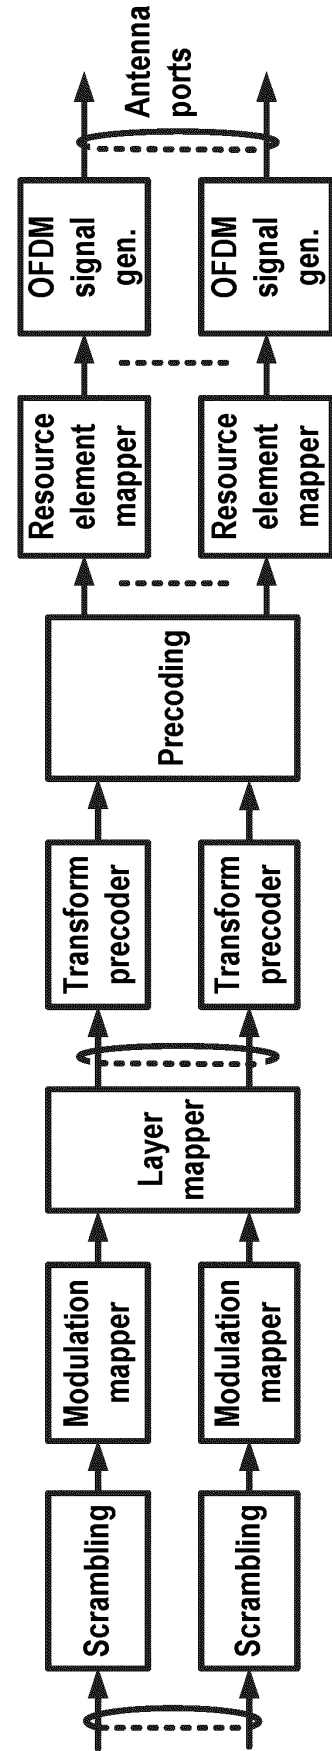 Scrambling
Scrambling
Modulation
mapper
Modulation
mapper
Layer
mapper
Transform
precoder
Transform
precoder
Precoding
Resource
element
mapper
Resource
element
mapper
OFDM
signal
gen.
OFDM
signal
gen.
Antenna
ports